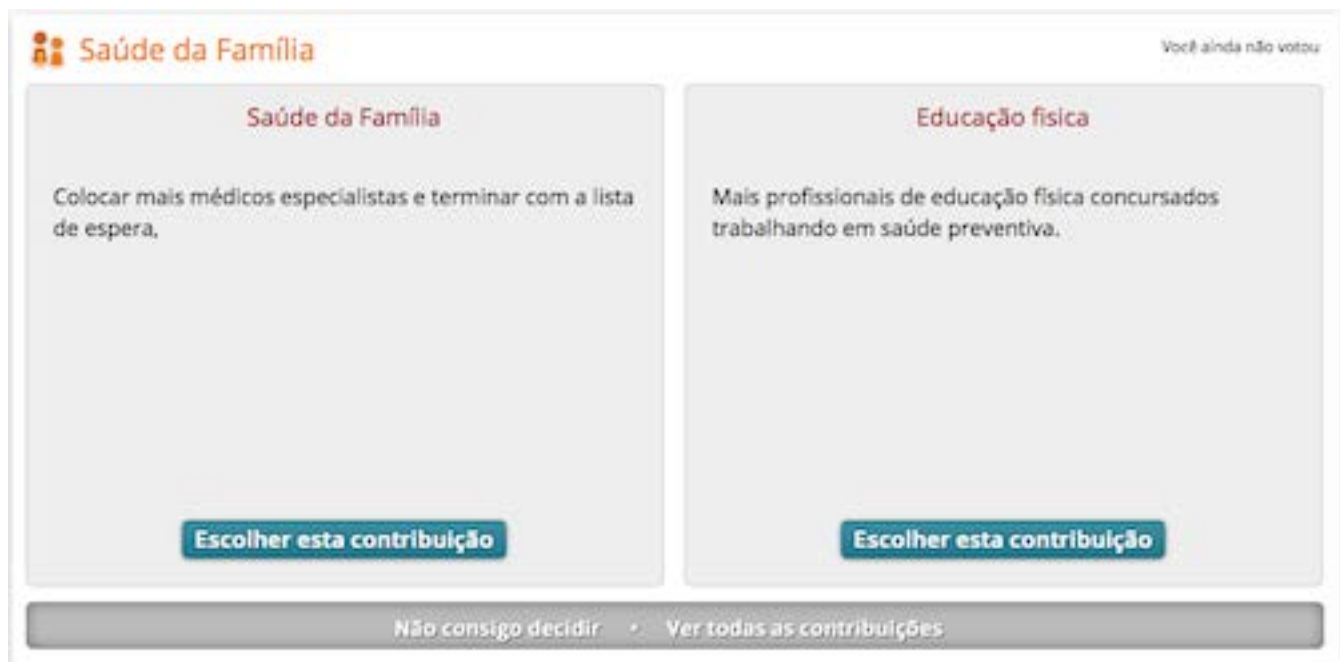 Saúde da Família
Você ainda não votou
Saúde da Família
Colocar mais médicos especialistas e terminar com a lista
de espera,
Escolher esta contribuição
Educação fisica
Mais profissionais de educação física concursados
trabalhando em saúde preventiva.
Escolher esta contribuição
Não consigo decidir • Ver todas as contribuições